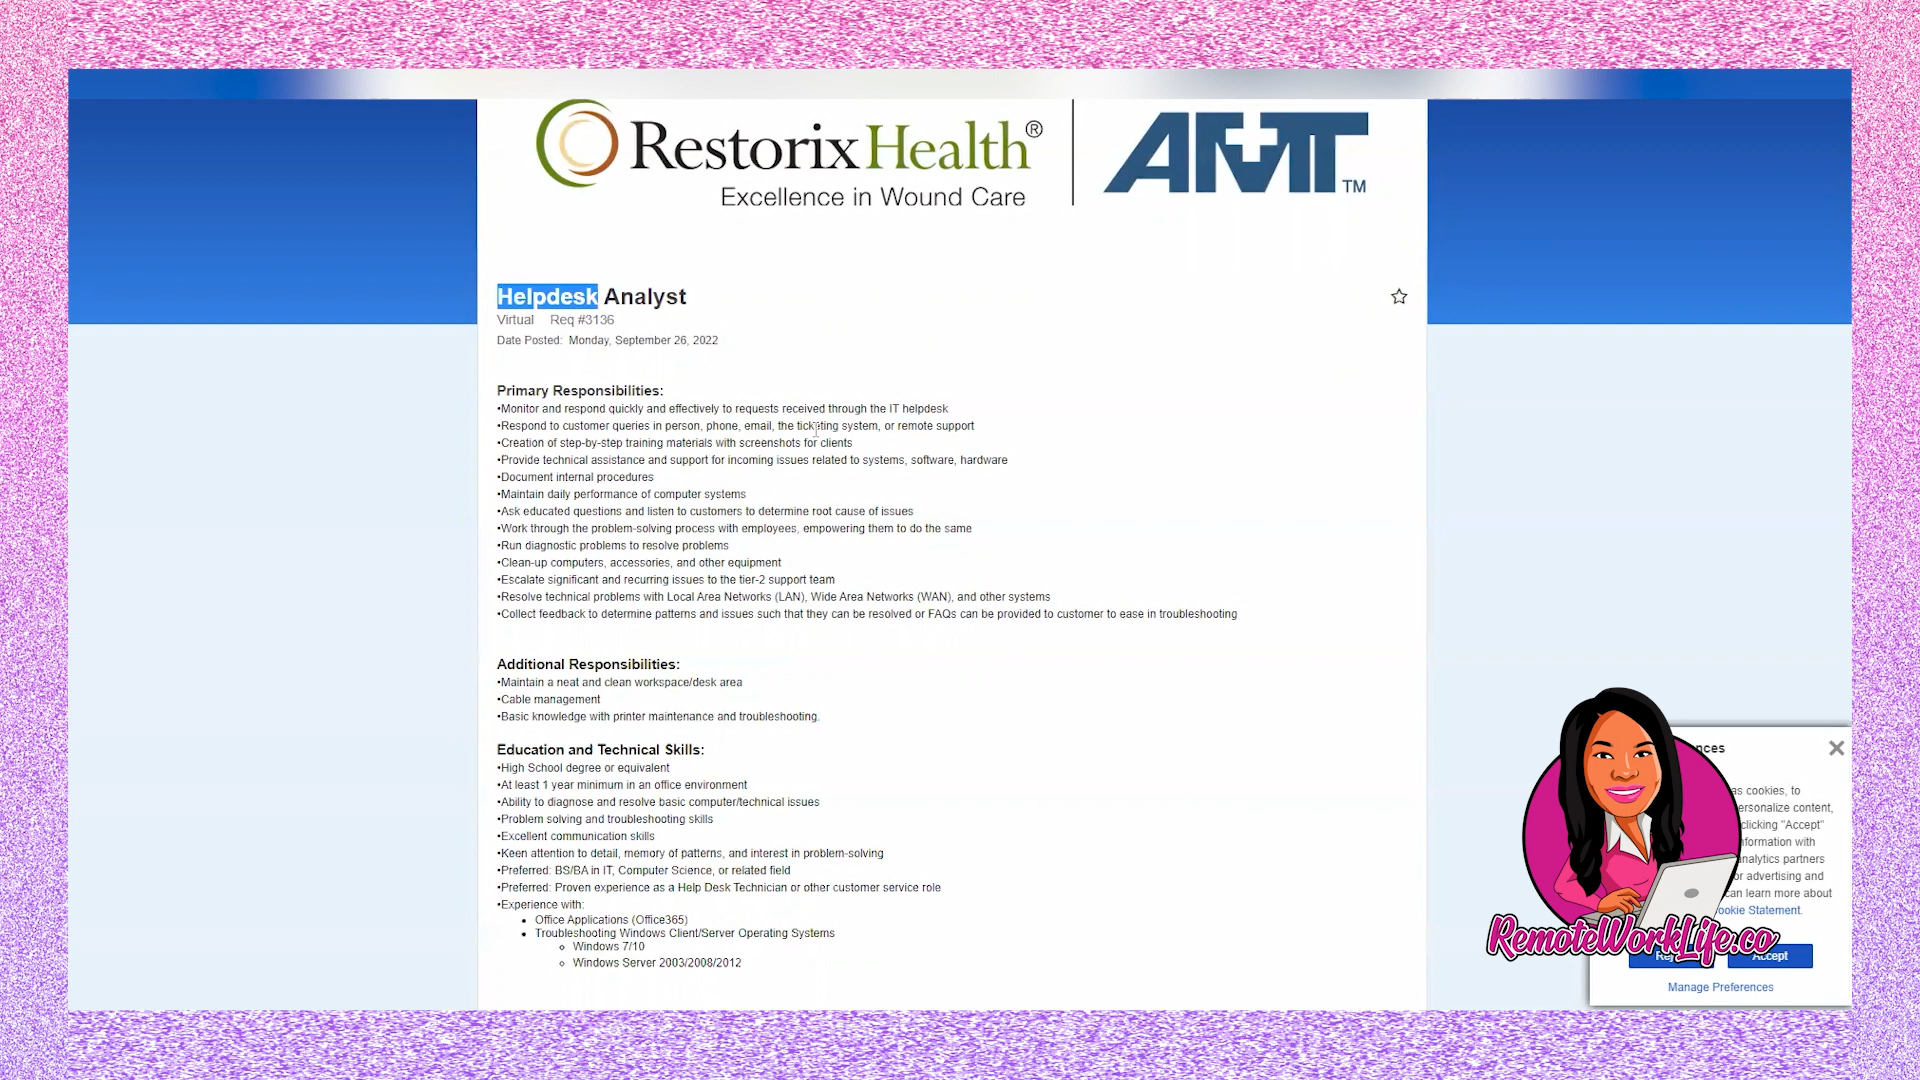 RestorixHealth®
Excellence in Wound Care
AMT™
Helpdesk Analyst
Virtual Req #3136
Date Posted: Monday, September 26, 2022
Primary Responsibilities:
•Monitor and respond quickly and effectively to requests received through the IT helpdesk
•Respond to customer queries in person, phone, email, the ticketing system, or remote support
•Creation of step-by-step training materials with screenshots for clients
•Provide technical assistance and support for incoming issues related to systems, software, hardware
•Document internal procedures
•Maintain daily performance of computer systems
•Ask educated questions and listen to customers to determine root cause of issues
•Work through the problem-solving process with employees, empowering them to do the same
•Run diagnostic problems to resolve problems
•Clean-up computers, accessories, and other equipment
•Escalate significant and recurring issues to the tier-2 support team
•Resolve technical problems with Local Area Networks (LAN), Wide Area Networks (WAN), and other systems
•Collect feedback to determine patterns and issues such that they can be resolved or FAQs can be provided to customer to ease in troubleshooting
Additional Responsibilities:
•Maintain a neat and clean workspace/desk area
•Cable management
•Basic knowledge with printer maintenance and troubleshooting.
Education and Technical Skills:
•High School degree or equivalent
•At least 1 year minimum in an office environment
•Ability to diagnose and resolve basic computer/technical issues
•Problem solving and troubleshooting skills
•Excellent communication skills
•Keen attention to detail, memory of patterns, and interest in problem-solving
•Preferred: BS/BA in IT, Computer Science, or related field
•Preferred: Proven experience as a Help Desk Technician or other customer service role
•Experience with:
• Office Applications (Office365)
• Troubleshooting Windows Client/Server Operating Systems
○ Windows 7/10
○ Windows Server 2003/2008/2012
as cookies, to
personalize content,
clicking "Accept"
information with
analytics partners
or advertising and
can learn more about
Cookie Statement.
RemoteWorkLife.co
Accept
Manage Preferences